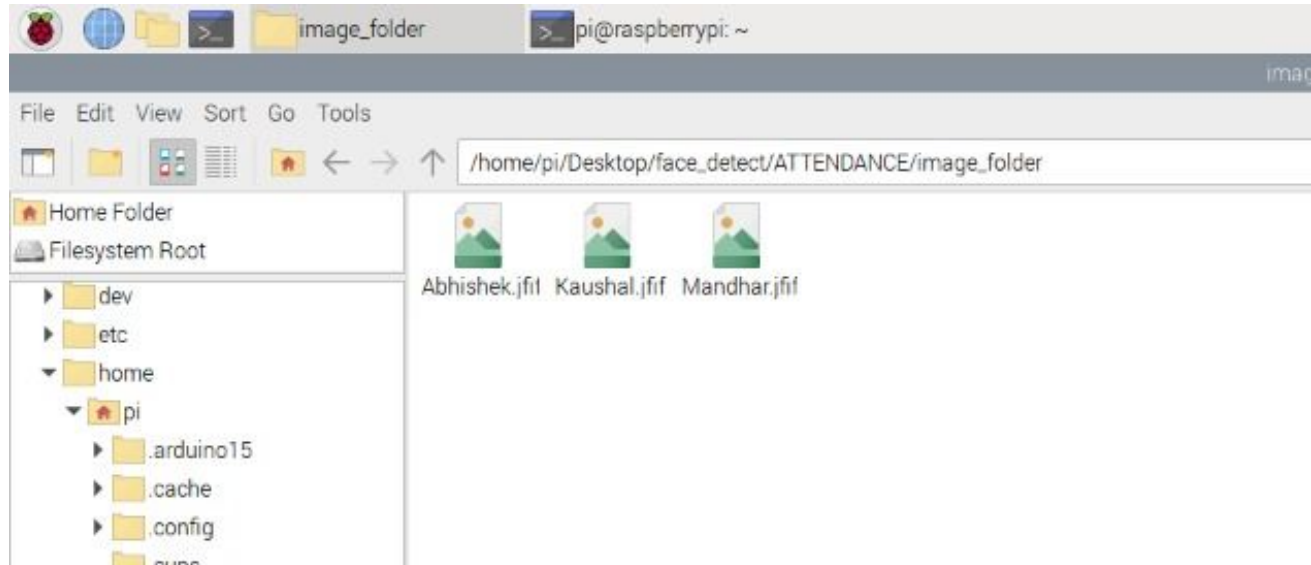 image_folder pi@raspberrypi: ~
imag
File Edit View Sort Go Tools
/home/pi/Desktop/face_detect/ATTENDANCE/image_folder
Home Folder
Filesystem Root
dev
etc
home
pi
.arduino15
.cache
.config
Abhishek.jfif Kaushal.jfif Mandhar.jfif